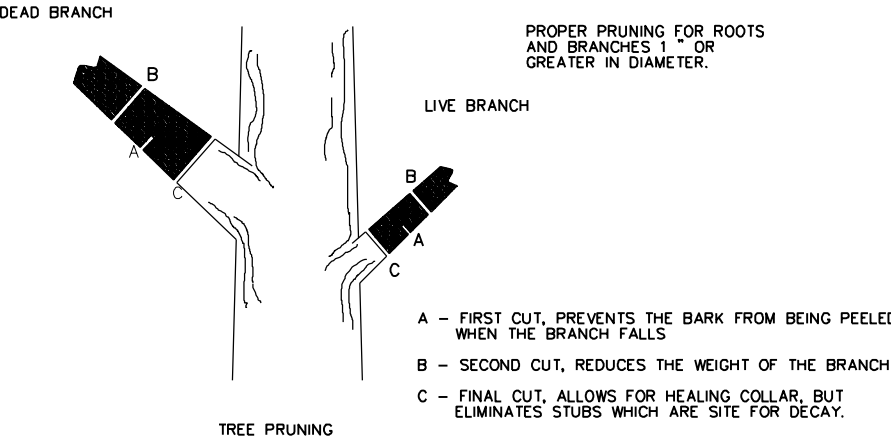 DEAD BRANCH
PROPER PRUNING FOR ROOTS
AND BRANCHES 1 " OR
GREATER IN DIAMETER.
B
LIVE BRANCH
A
C
B
A
C
A – FIRST CUT, PREVENTS THE BARK FROM BEING PEELED
WHEN THE BRANCH FALLS
B – SECOND CUT, REDUCES THE WEIGHT OF THE BRANCH
C – FINAL CUT, ALLOWS FOR HEALING COLLAR, BUT
ELIMINATES STUBS WHICH ARE SITE FOR DECAY.
TREE PRUNING